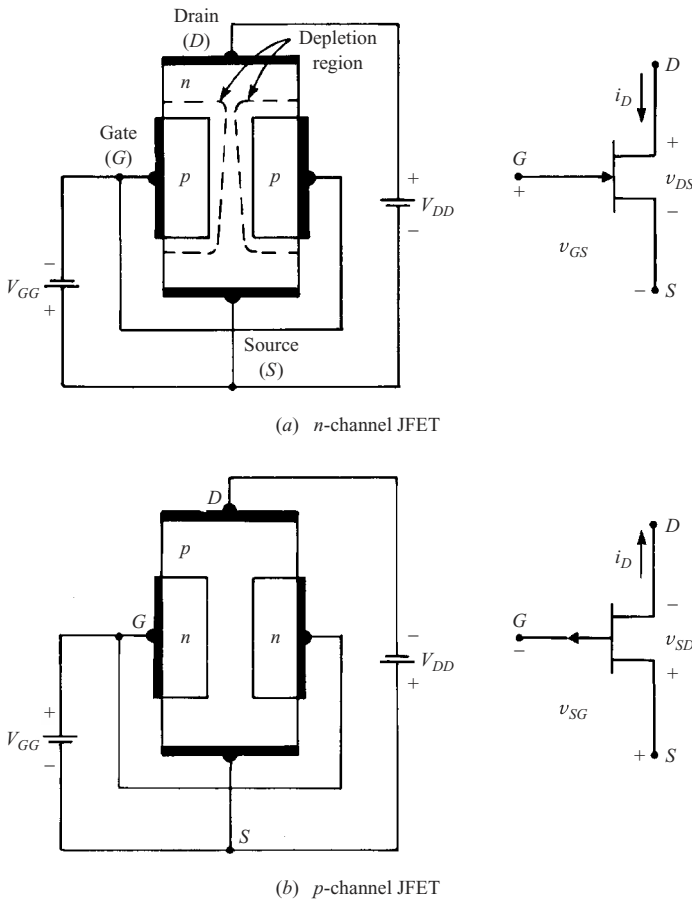 Drain
(D)
Depletion
region
n
D
i_D
Gate
(G)
p
p
+
V_DD
−
G
+
+
v_DS
−
−
V_GG
+
v_GS
− S
Source
(S)
(a) n-channel JFET
D
p
D
i_D
G
n
n
−
V_DD
+
G
−
−
v_SD
+
+
V_GG
−
v_SG
+ S
S
(b) p-channel JFET